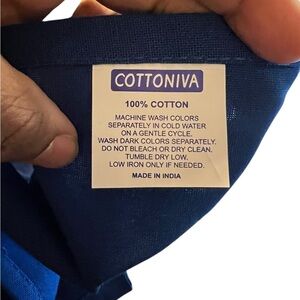 COTTONIVA
100% COTTON
MACHINE WASH COLORS
SEPARATELY IN COLD WATER
ON A GENTLE CYCLE.
WASH DARK COLORS SEPARATELY.
DO NOT BLEACH OR DRY CLEAN.
TUMBLE DRY LOW.
LOW IRON ONLY IF NEEDED.
MADE IN INDIA